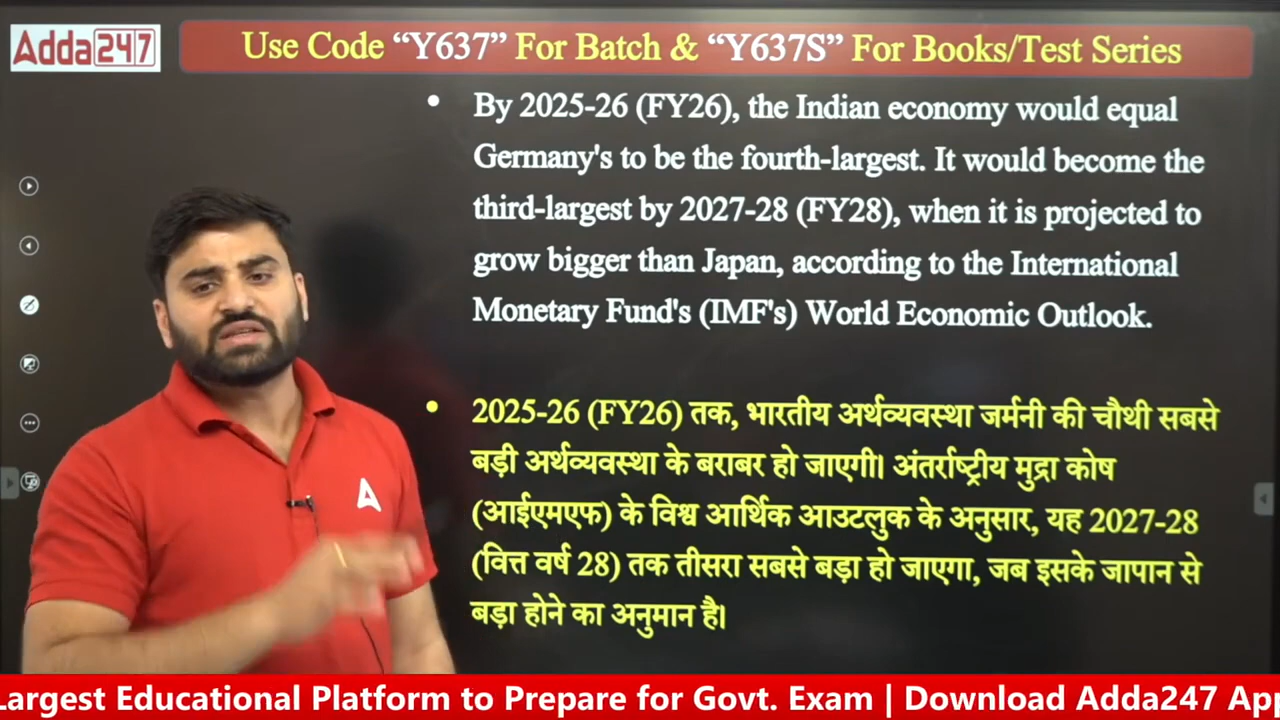 Adda247
Use Code “Y637” For Batch & “Y637S” For Books/Test Series
• By 2025-26 (FY26), the Indian economy would equal
Germany's to be the fourth-largest. It would become the
third-largest by 2027-28 (FY28), when it is projected to
grow bigger than Japan, according to the International
Monetary Fund's (IMF's) World Economic Outlook.
• 2025-26 (FY26) तक, भारतीय अर्थव्यवस्था जर्मनी की चौथी सबसे
बड़ी अर्थव्यवस्था के बराबर हो जाएगी। अंतर्राष्ट्रीय मुद्रा कोष
(आईएमएफ) के विश्व आर्थिक आउटलुक के अनुसार, यह 2027-28
(वित्त वर्ष 28) तक तीसरा सबसे बड़ा हो जाएगा, जब इसके जापान से
बड़ा होने का अनुमान है।
Largest Educational Platform to Prepare for Govt. Exam | Download Adda247 App